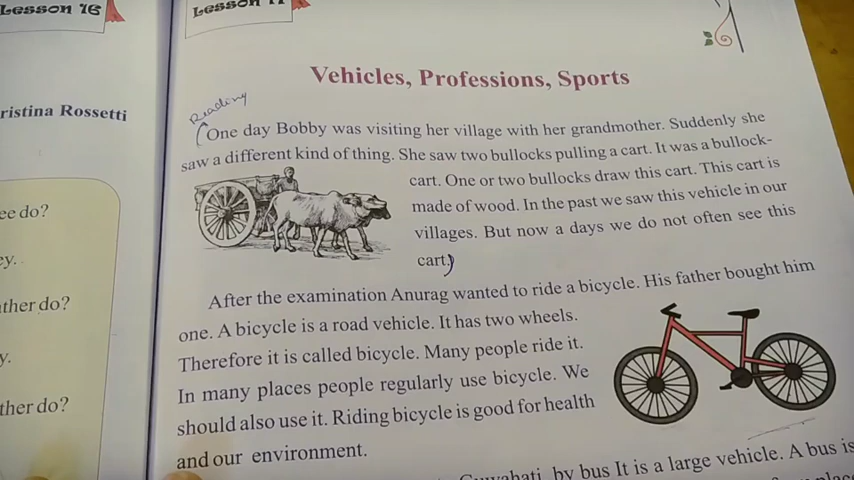 Lesson 16
ristina Rossetti
ee do?
ey.
ther do?
y.
ther do?
Lesson
Vehicles, Professions, Sports
Reading
One day Bobby was visiting her village with her grandmother. Suddenly she
saw a different kind of thing. She saw two bullocks pulling a cart. It was a bullock-
cart. One or two bullocks draw this cart. This cart is
made of wood. In the past we saw this vehicle in our
villages. But now a days we do not often see this
cart.
After the examination Anurag wanted to ride a bicycle. His father bought him
one. A bicycle is a road vehicle. It has two wheels.
Therefore it is called bicycle. Many people ride it.
In many places people regularly use bicycle. We
should also use it. Riding bicycle is good for health
and our environment.
Guwahati by bus It is a large vehicle. A bus is